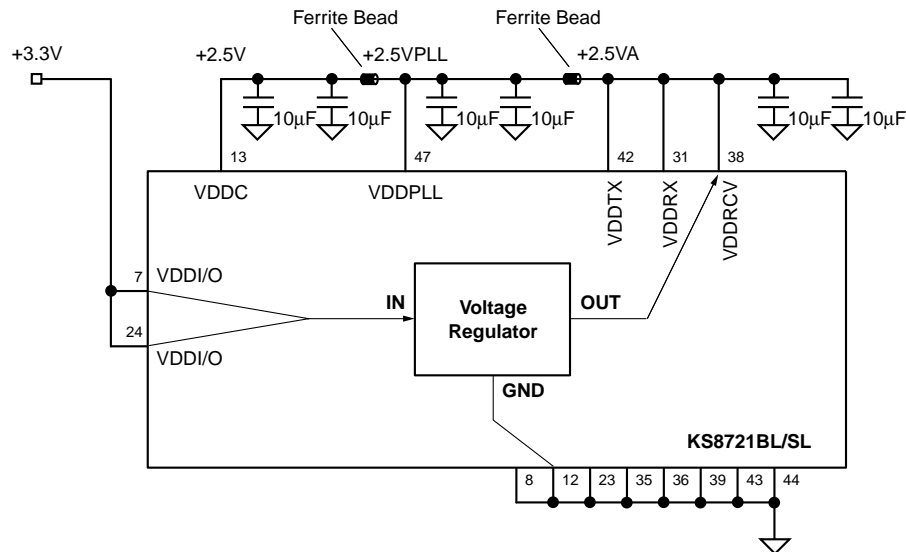 Ferrite Bead
Ferrite Bead
+3.3V
+2.5V
+2.5VPLL
+2.5VA
10µF
10µF
10µF
10µF
10µF
10µF
13
47
42
31
38
VDDC
VDDPLL
VDDTX
VDDRX
VDDRCV
7
VDDI/O
IN
Voltage
Regulator
OUT
24
VDDI/O
GND
KS8721BL/SL
8
12
23
35
36
39
43
44